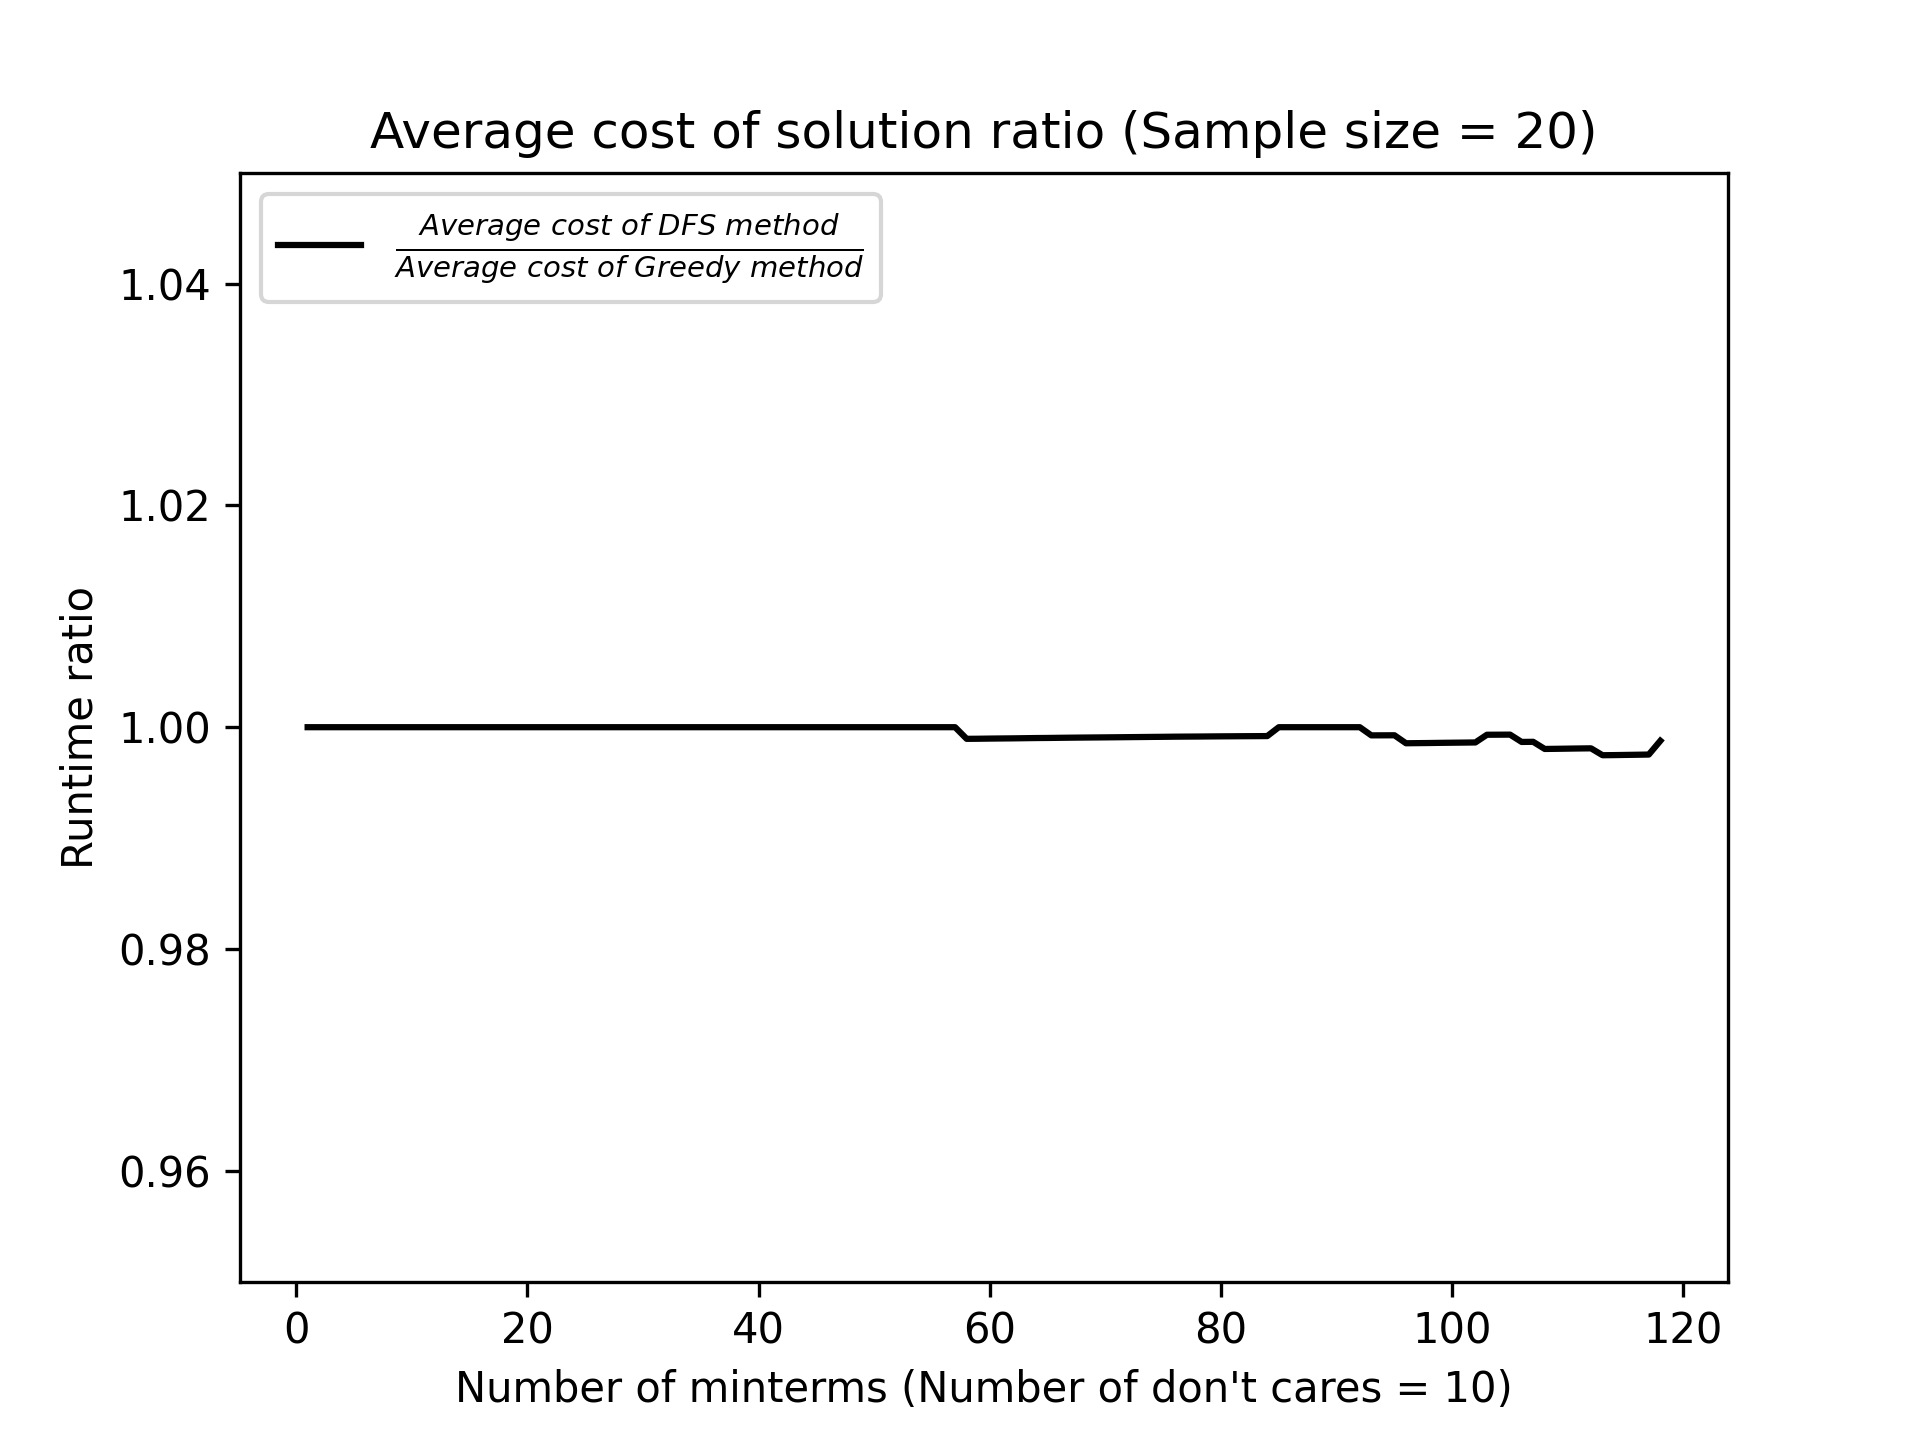 Average cost of solution ratio (Sample size = 20)
Average cost of DFS method
Average cost of Greedy method
1.04
1.02
1.00
0.98
0.96
Runtime ratio
0 20 40 60 80 100 120
Number of minterms (Number of don't cares = 10)